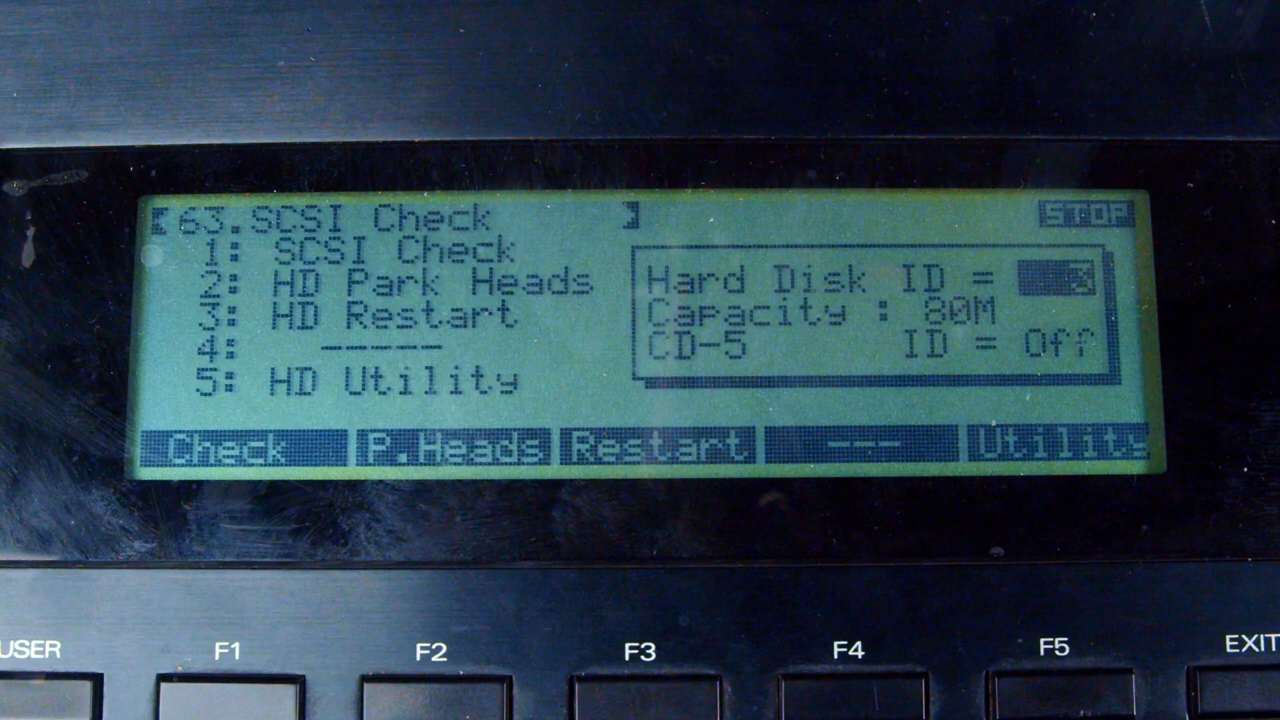 【63.SCSI Check 】 STOP
1: SCSI Check
2: HD Park Heads
3: HD Restart
4: -----
5: HD Utility
Hard Disk ID = 3
Capacity : 80M
CD-5 ID = Off
Check P.Heads Restart --- Utility
USER F1 F2 F3 F4 F5 EXIT